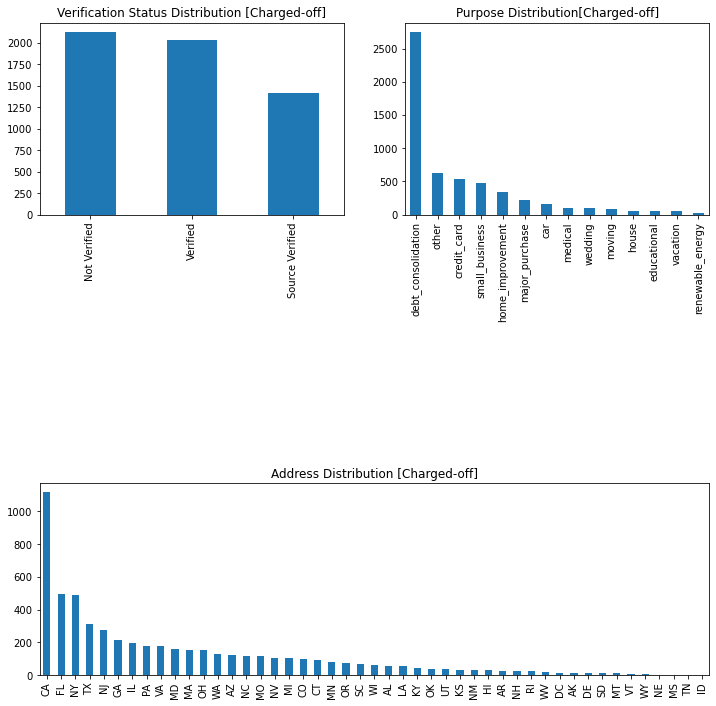 Verification Status Distribution [Charged-off]
2000
1750
1500
1250
1000
750
500
250
0
Not Verified
Verified
Source Verified
Purpose Distribution[Charged-off]
2500
2000
1500
1000
500
0
debt_consolidation
other
credit_card
small_business
home_improvement
major_purchase
car
medical
wedding
moving
house
educational
vacation
renewable_energy
Address Distribution [Charged-off]
1000
800
600
400
200
0
CA
FL
NY
TX
NJ
GA
IL
PA
VA
MD
MA
OH
WA
AZ
NC
MO
NV
MI
CO
CT
MN
OR
SC
WI
AL
LA
KY
OK
UT
KS
NM
HI
AR
NH
RI
WV
DC
AK
DE
SD
MT
VT
WY
NE
MS
TN
ID